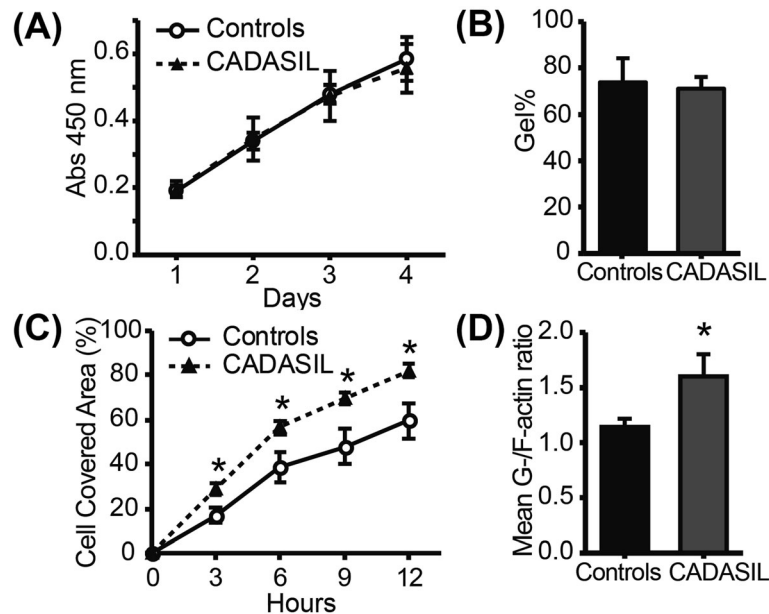 (A)
Controls
CADASIL
Abs 450 nm
0.6
0.4
0.2
0.0
1 2 3 4
Days
(B)
Gel%
100
80
60
40
20
0
Controls CADASIL
(C)
Controls
CADASIL
Cell Covered Area (%)
100
80
60
40
20
0
* * * *
0 3 6 9 12
Hours
(D)
Mean G-/F-actin ratio
2.0
1.5
1.0
0.5
0.0
*
Controls CADASIL